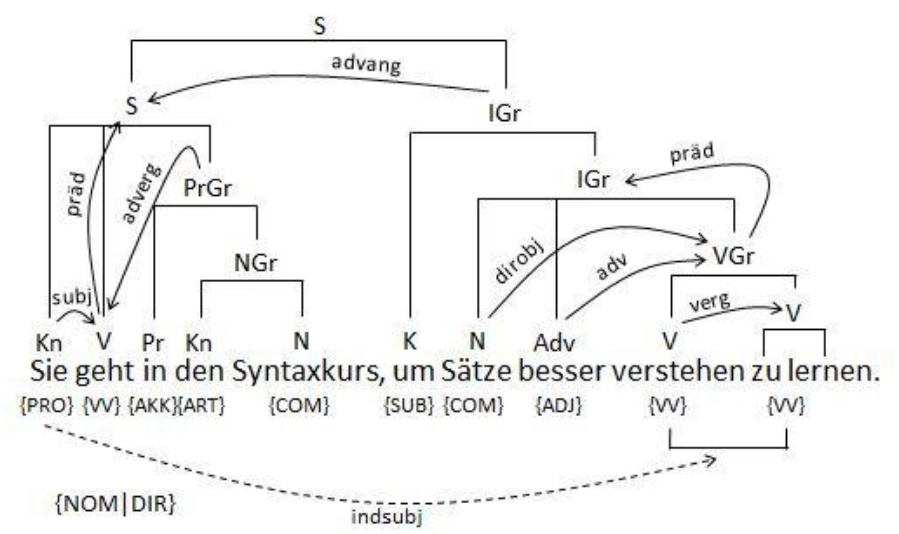 S
advang
S IGr
präd adverg PrGr IGr präd
NGr dirobj adv VGr
subj verg V
Kn V Pr Kn N K N Adv V
Sie geht in den Syntaxkurs, um Sätze besser verstehen zu lernen.
{PRO} {VV} {AKK}{ART} {COM} {SUB} {COM} {ADJ} {VV} {VV}
{NOM|DIR}
indsubj